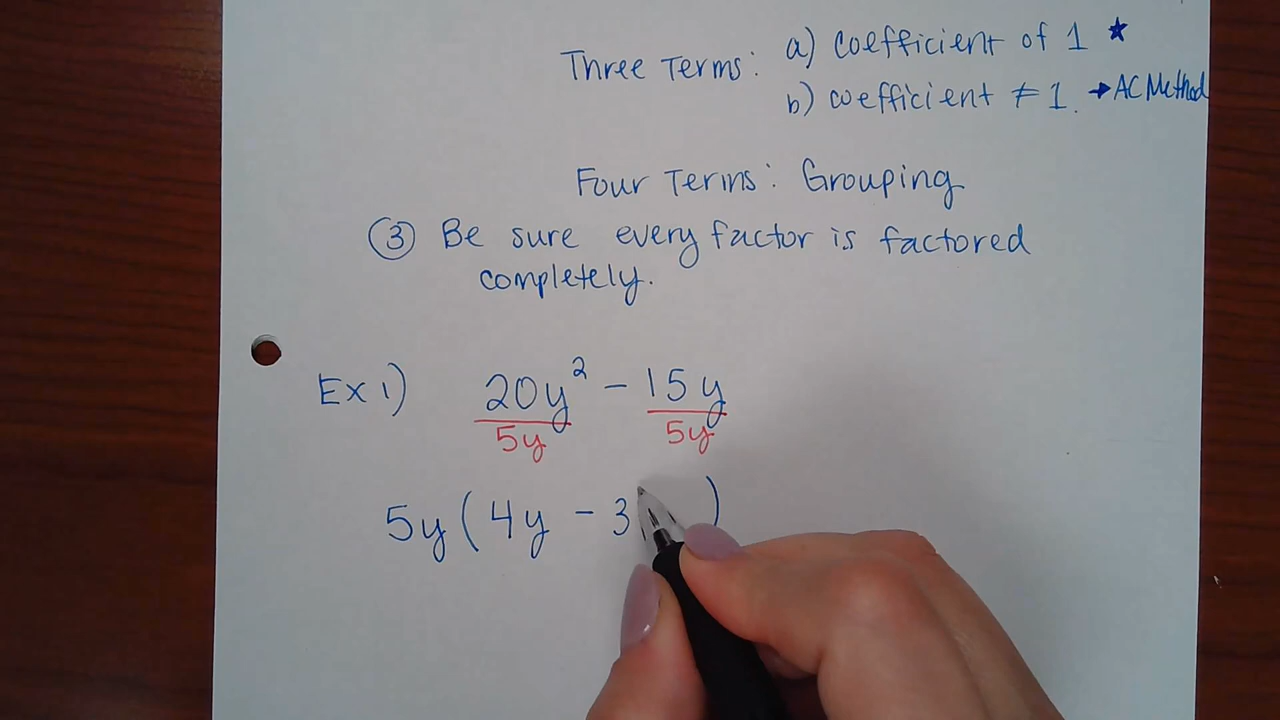 Three Terms: a) coefficient of 1 ★
b) coefficient ≠ 1. → AC Method
Four Terms: Grouping
③ Be sure every factor is factored
completely.
Ex 1) 20y² - 15y
5y 5y
5y(4y - 3 )